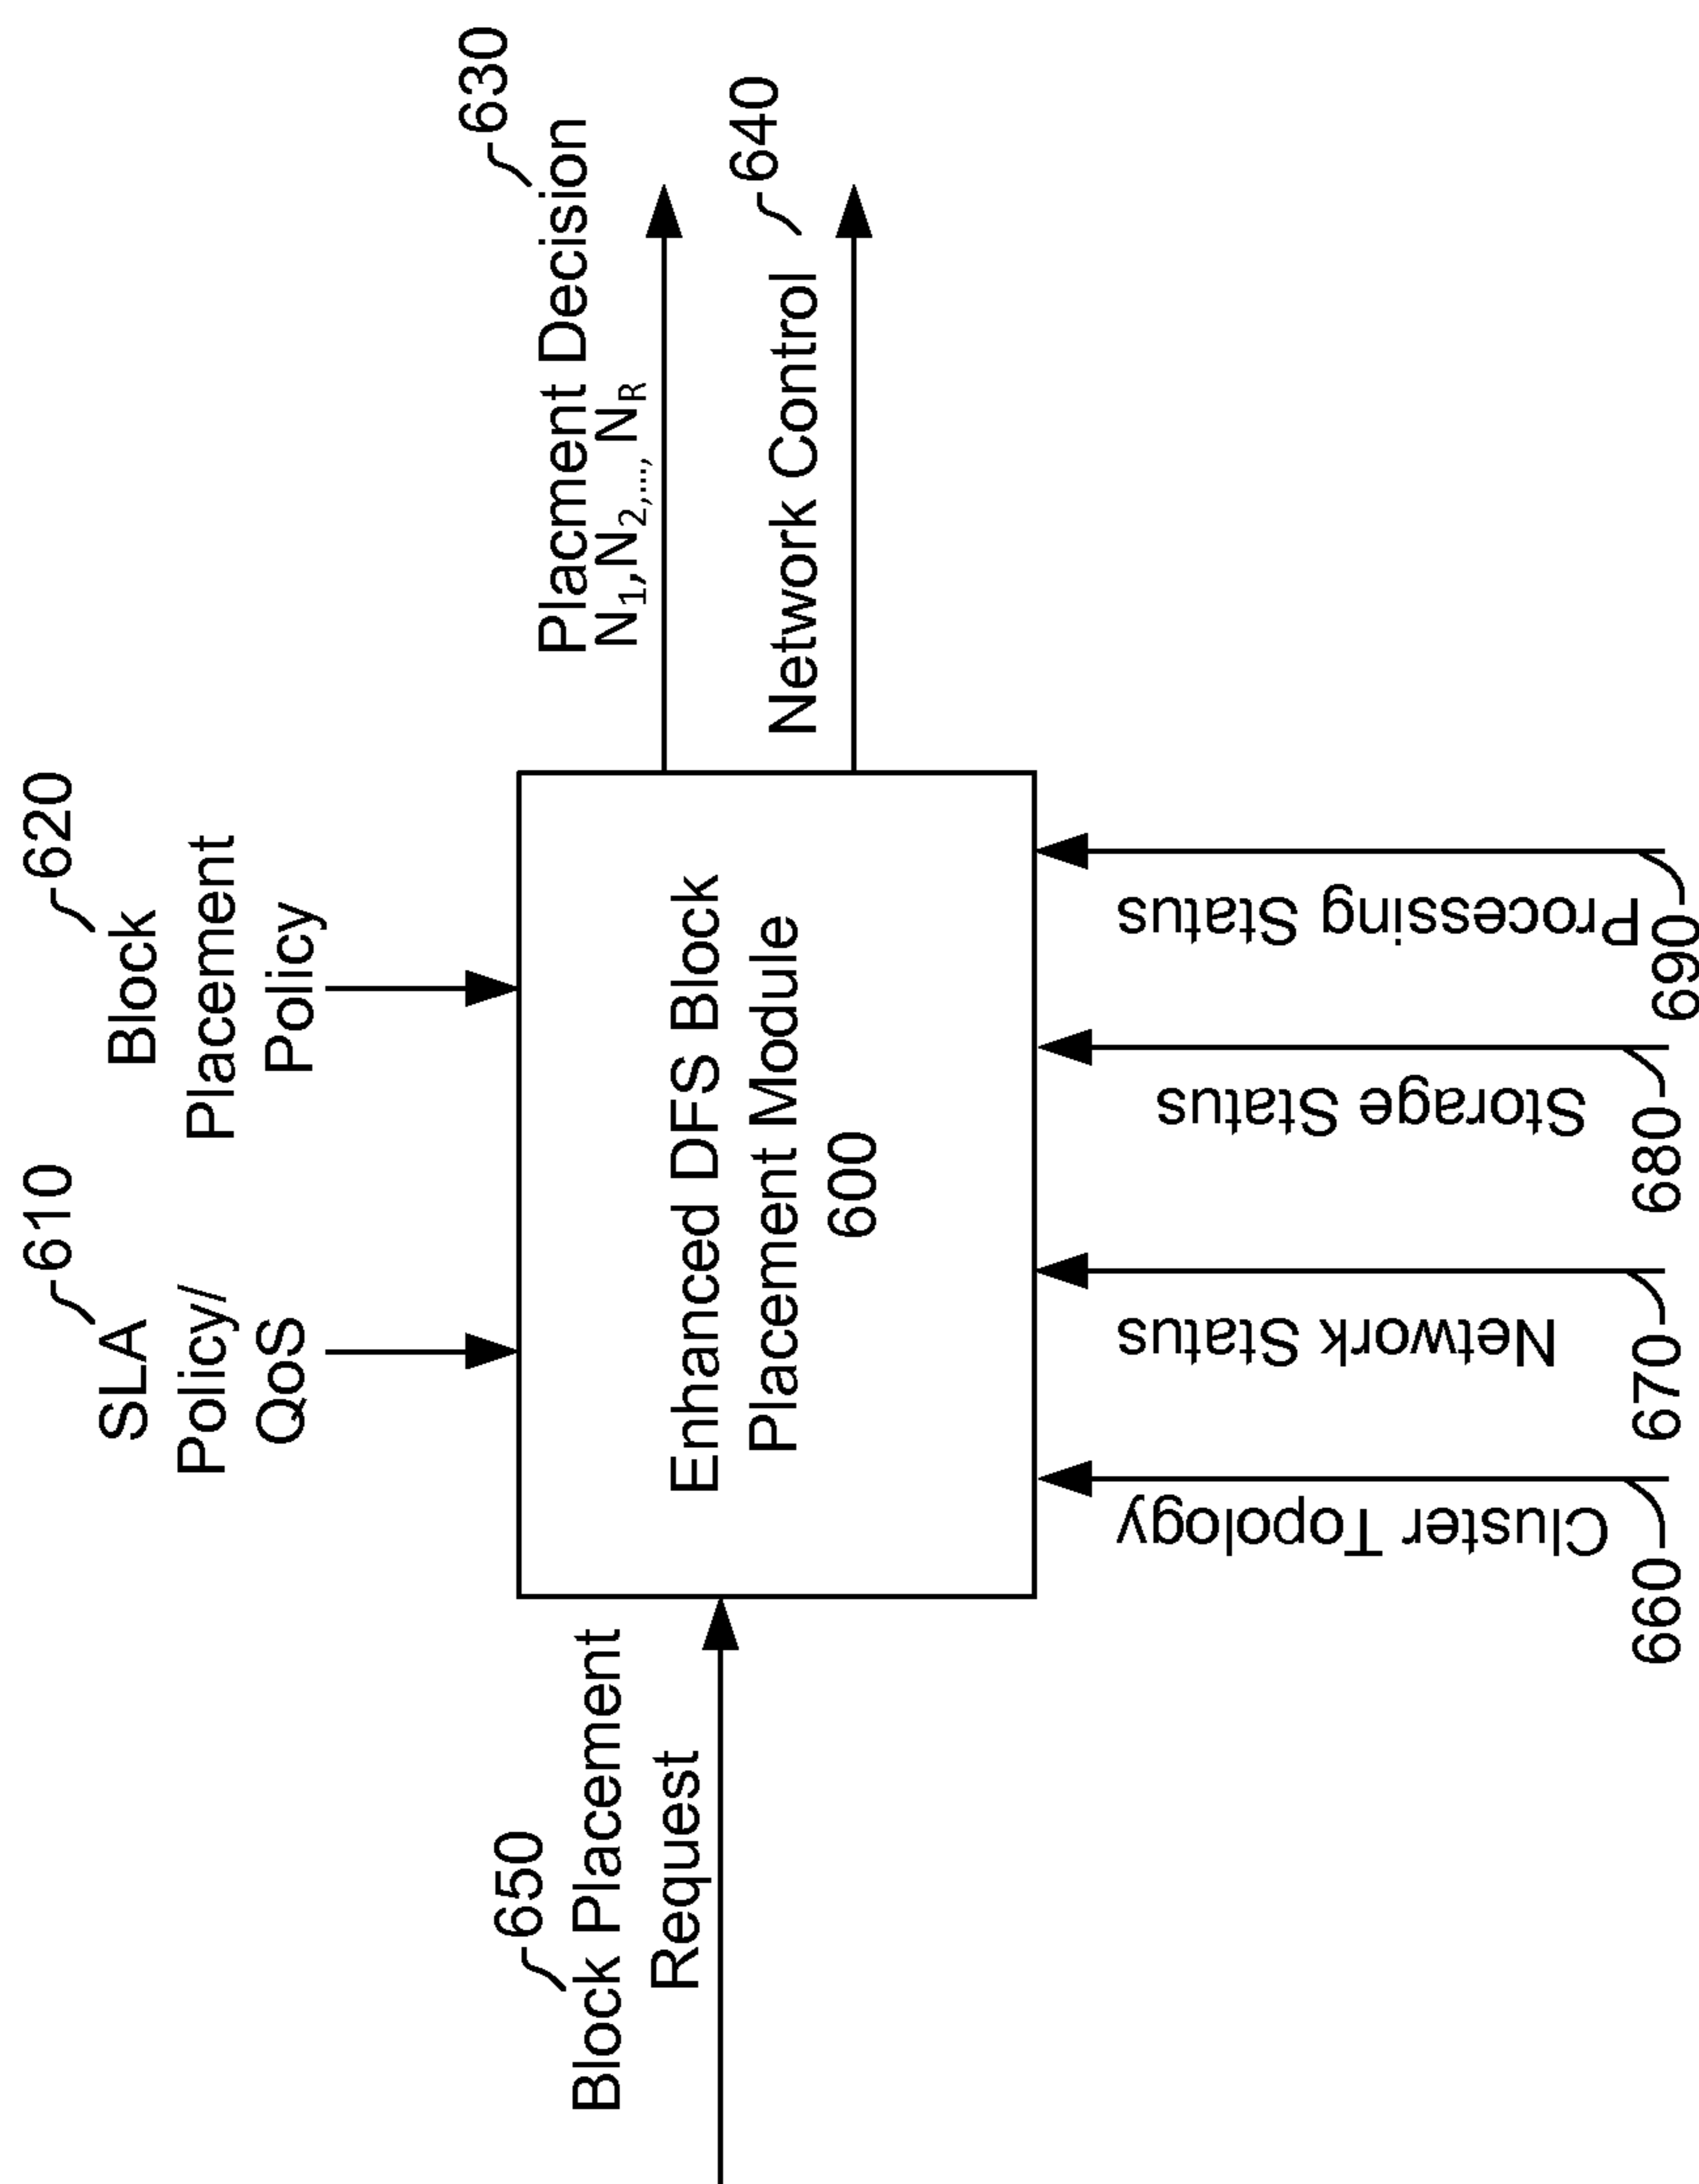 610
SLA
Policy/
QoS
620
Block
Placement
Policy
650
Block Placement
Request
Enhanced DFS Block
Placement Module
600
630
Placment Decision
N₁,N₂,..., N_R
640
Network Control
Cluster Topology
660
Network Status
670
Storage Status
680
Processing Status
690